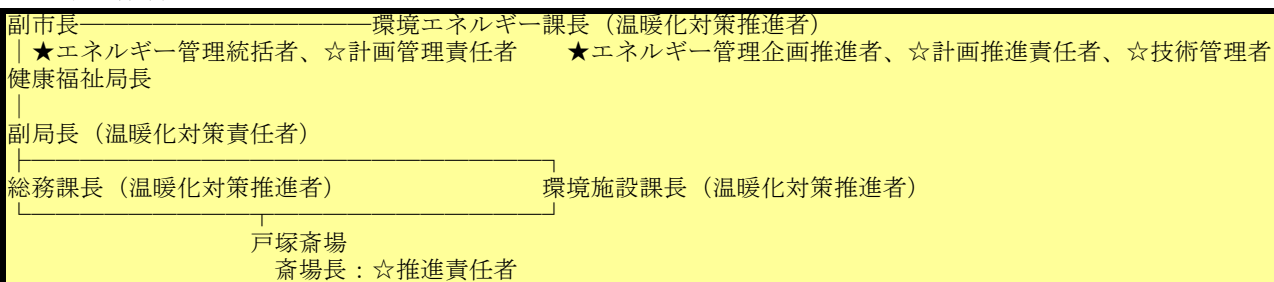 副市長――――――――――――環境エネルギー課長（温暖化対策推進者）
｜★エネルギー管理統括者、☆計画管理責任者　　★エネルギー管理企画推進者、☆計画推進責任者、☆技術管理者
健康福祉局長
｜
副局長（温暖化対策責任者）
├―――――――――――――――――――――┐
総務課長（温暖化対策推進者）　　　　　　　　　環境施設課長（温暖化対策推進者）
└――――――――――┬―――――――――――┘
戸塚斎場
斎場長：☆推進責任者